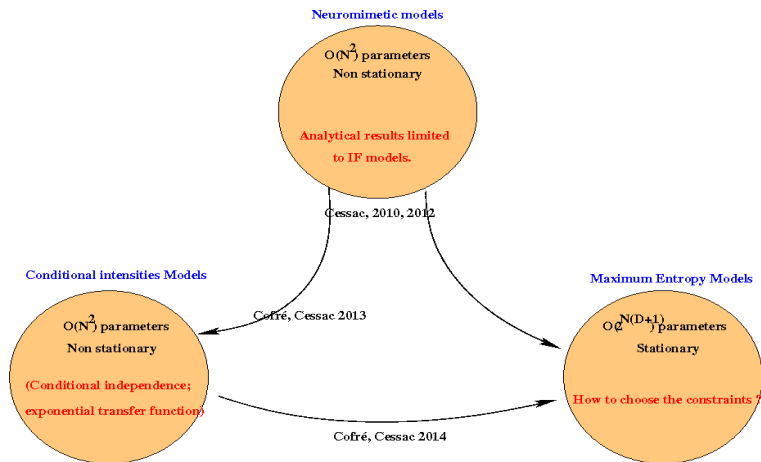 Neuromimetic models
O(N²) parameters
Non stationary
Analytical results limited
to IF models.
Cessac, 2010, 2012
Conditional intensities Models
Maximum Entropy Models
Cofré, Cessac 2013
O(N²) parameters
Non stationary
(Conditional independence;
exponential transfer function)
O(2^N(D+1)) parameters
Stationary
How to choose the constraints ?
Cofré, Cessac 2014